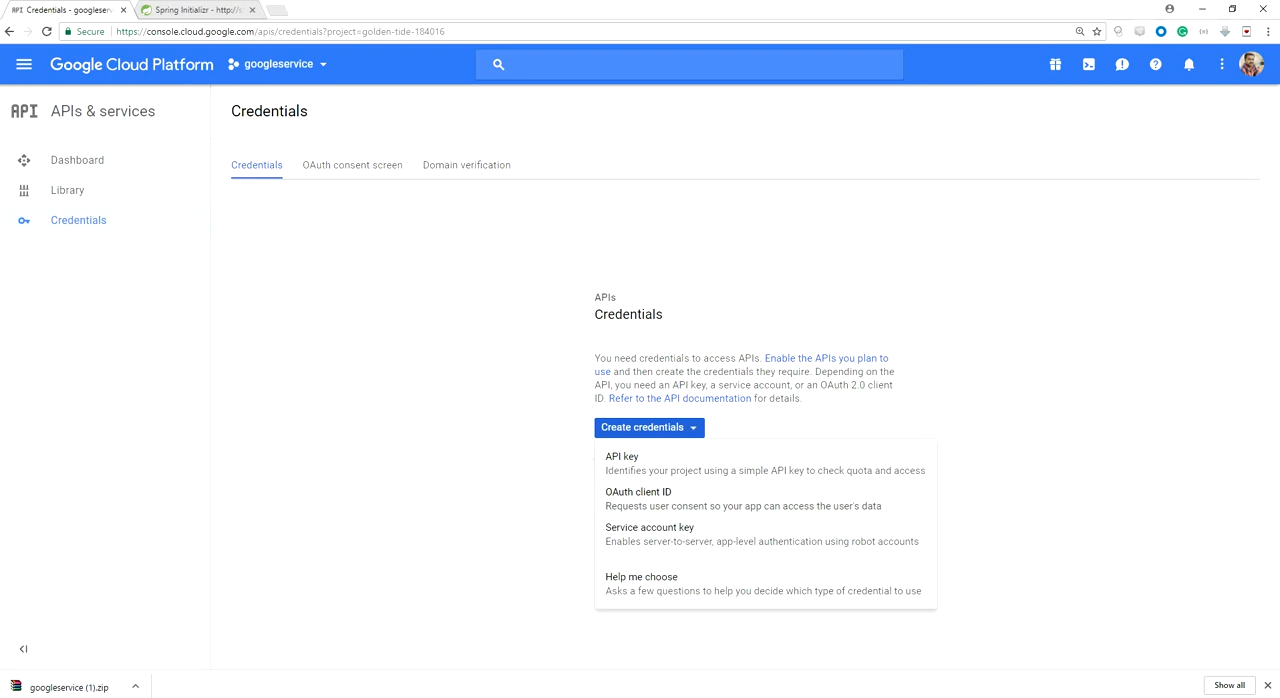 API Credentials - googleserv
Spring Initializr - http://s
Secure
https://console.cloud.google.com/apis/credentials?project=golden-tide-184016
Google Cloud Platform
googleservice
API APIs & services
Credentials
Dashboard
Library
Credentials
Credentials
OAuth consent screen
Domain verification
APIs
Credentials
You need credentials to access APIs. Enable the APIs you plan to
use and then create the credentials they require. Depending on the
API, you need an API key, a service account, or an OAuth 2.0 client
ID. Refer to the API documentation for details.
Create credentials
API key
Identifies your project using a simple API key to check quota and access
OAuth client ID
Requests user consent so your app can access the user's data
Service account key
Enables server-to-server, app-level authentication using robot accounts
Help me choose
Asks a few questions to help you decide which type of credential to use
googleservice (1).zip
Show all